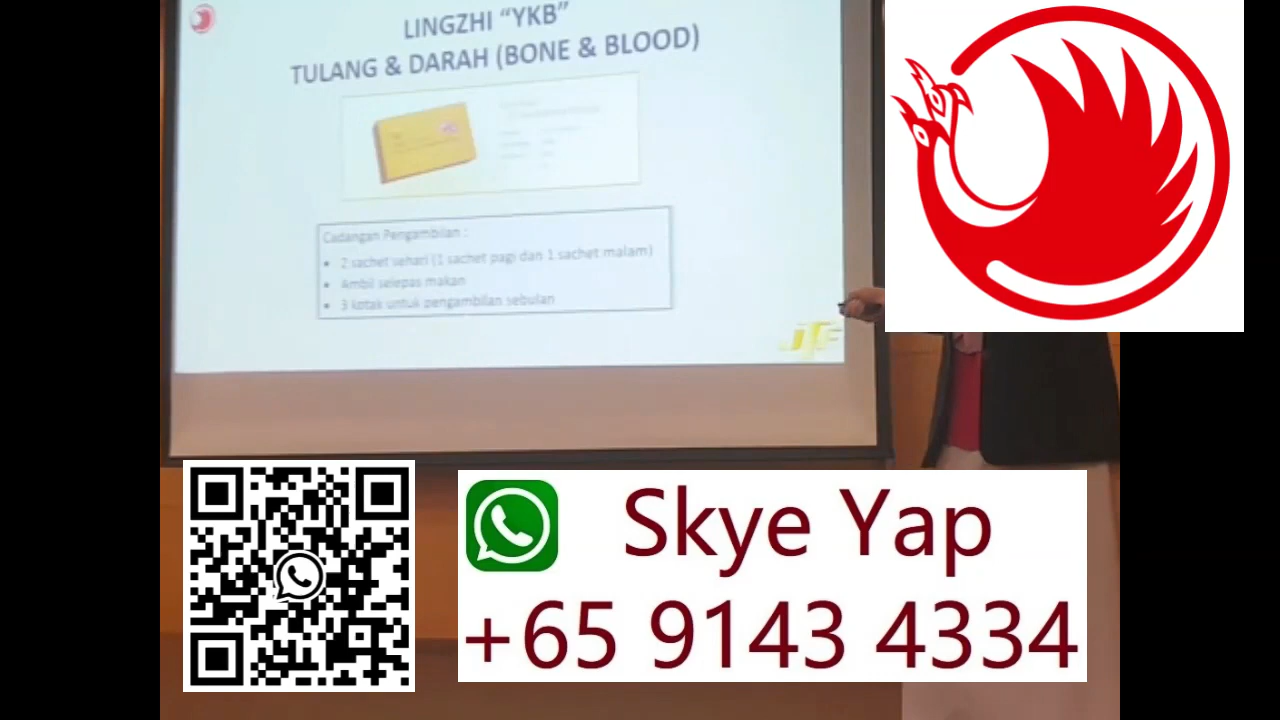 LINGZHI “YKB”
TULANG & DARAH (BONE & BLOOD)
Cadangan Pengambilan :
• 2 sachet sehari (1 sachet pagi dan 1 sachet malam)
• Ambil selepas makan
• 3 kotak untuk pengambilan sebulan
JTF
Skye Yap
+65 9143 4334